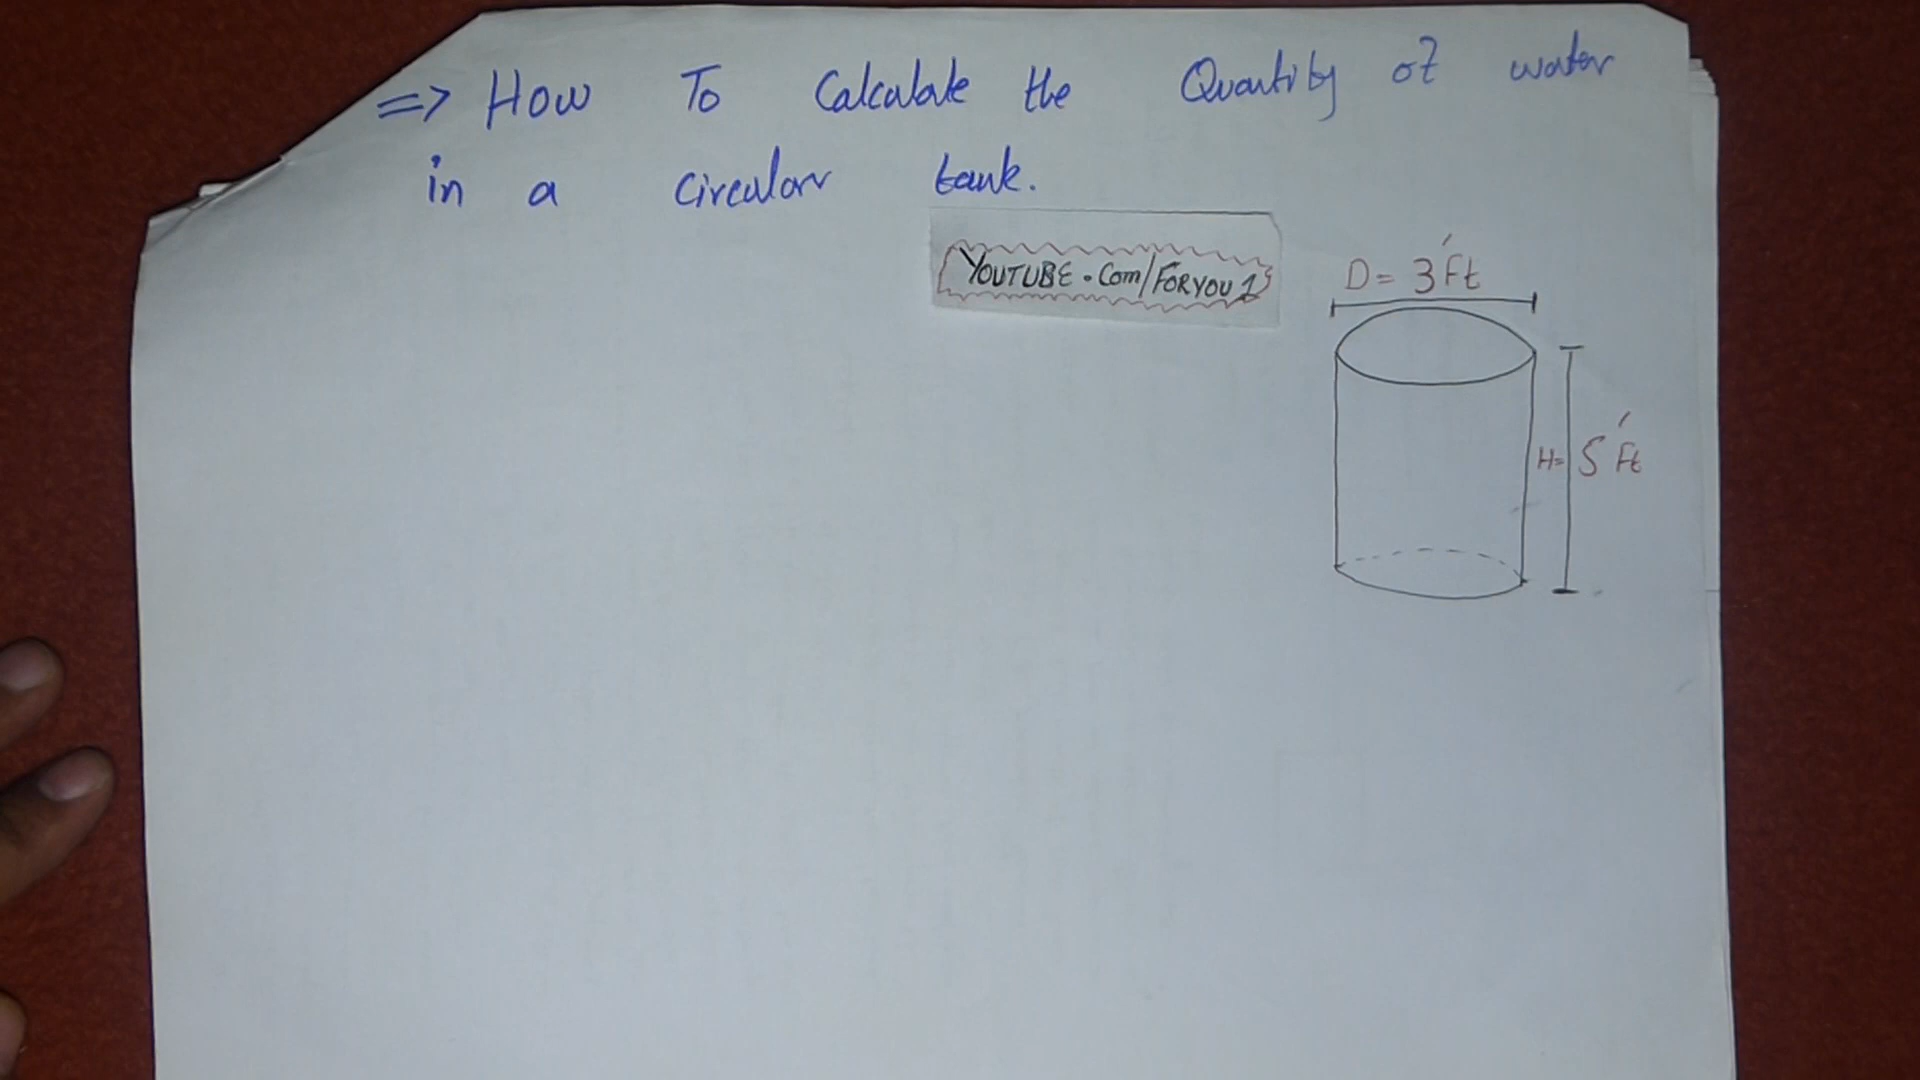 => How To Calculate the Quantity of water
in a Circular tank.
YOUTUBE.Com/FORYOU1
D= 3' Ft
H= 5' Ft